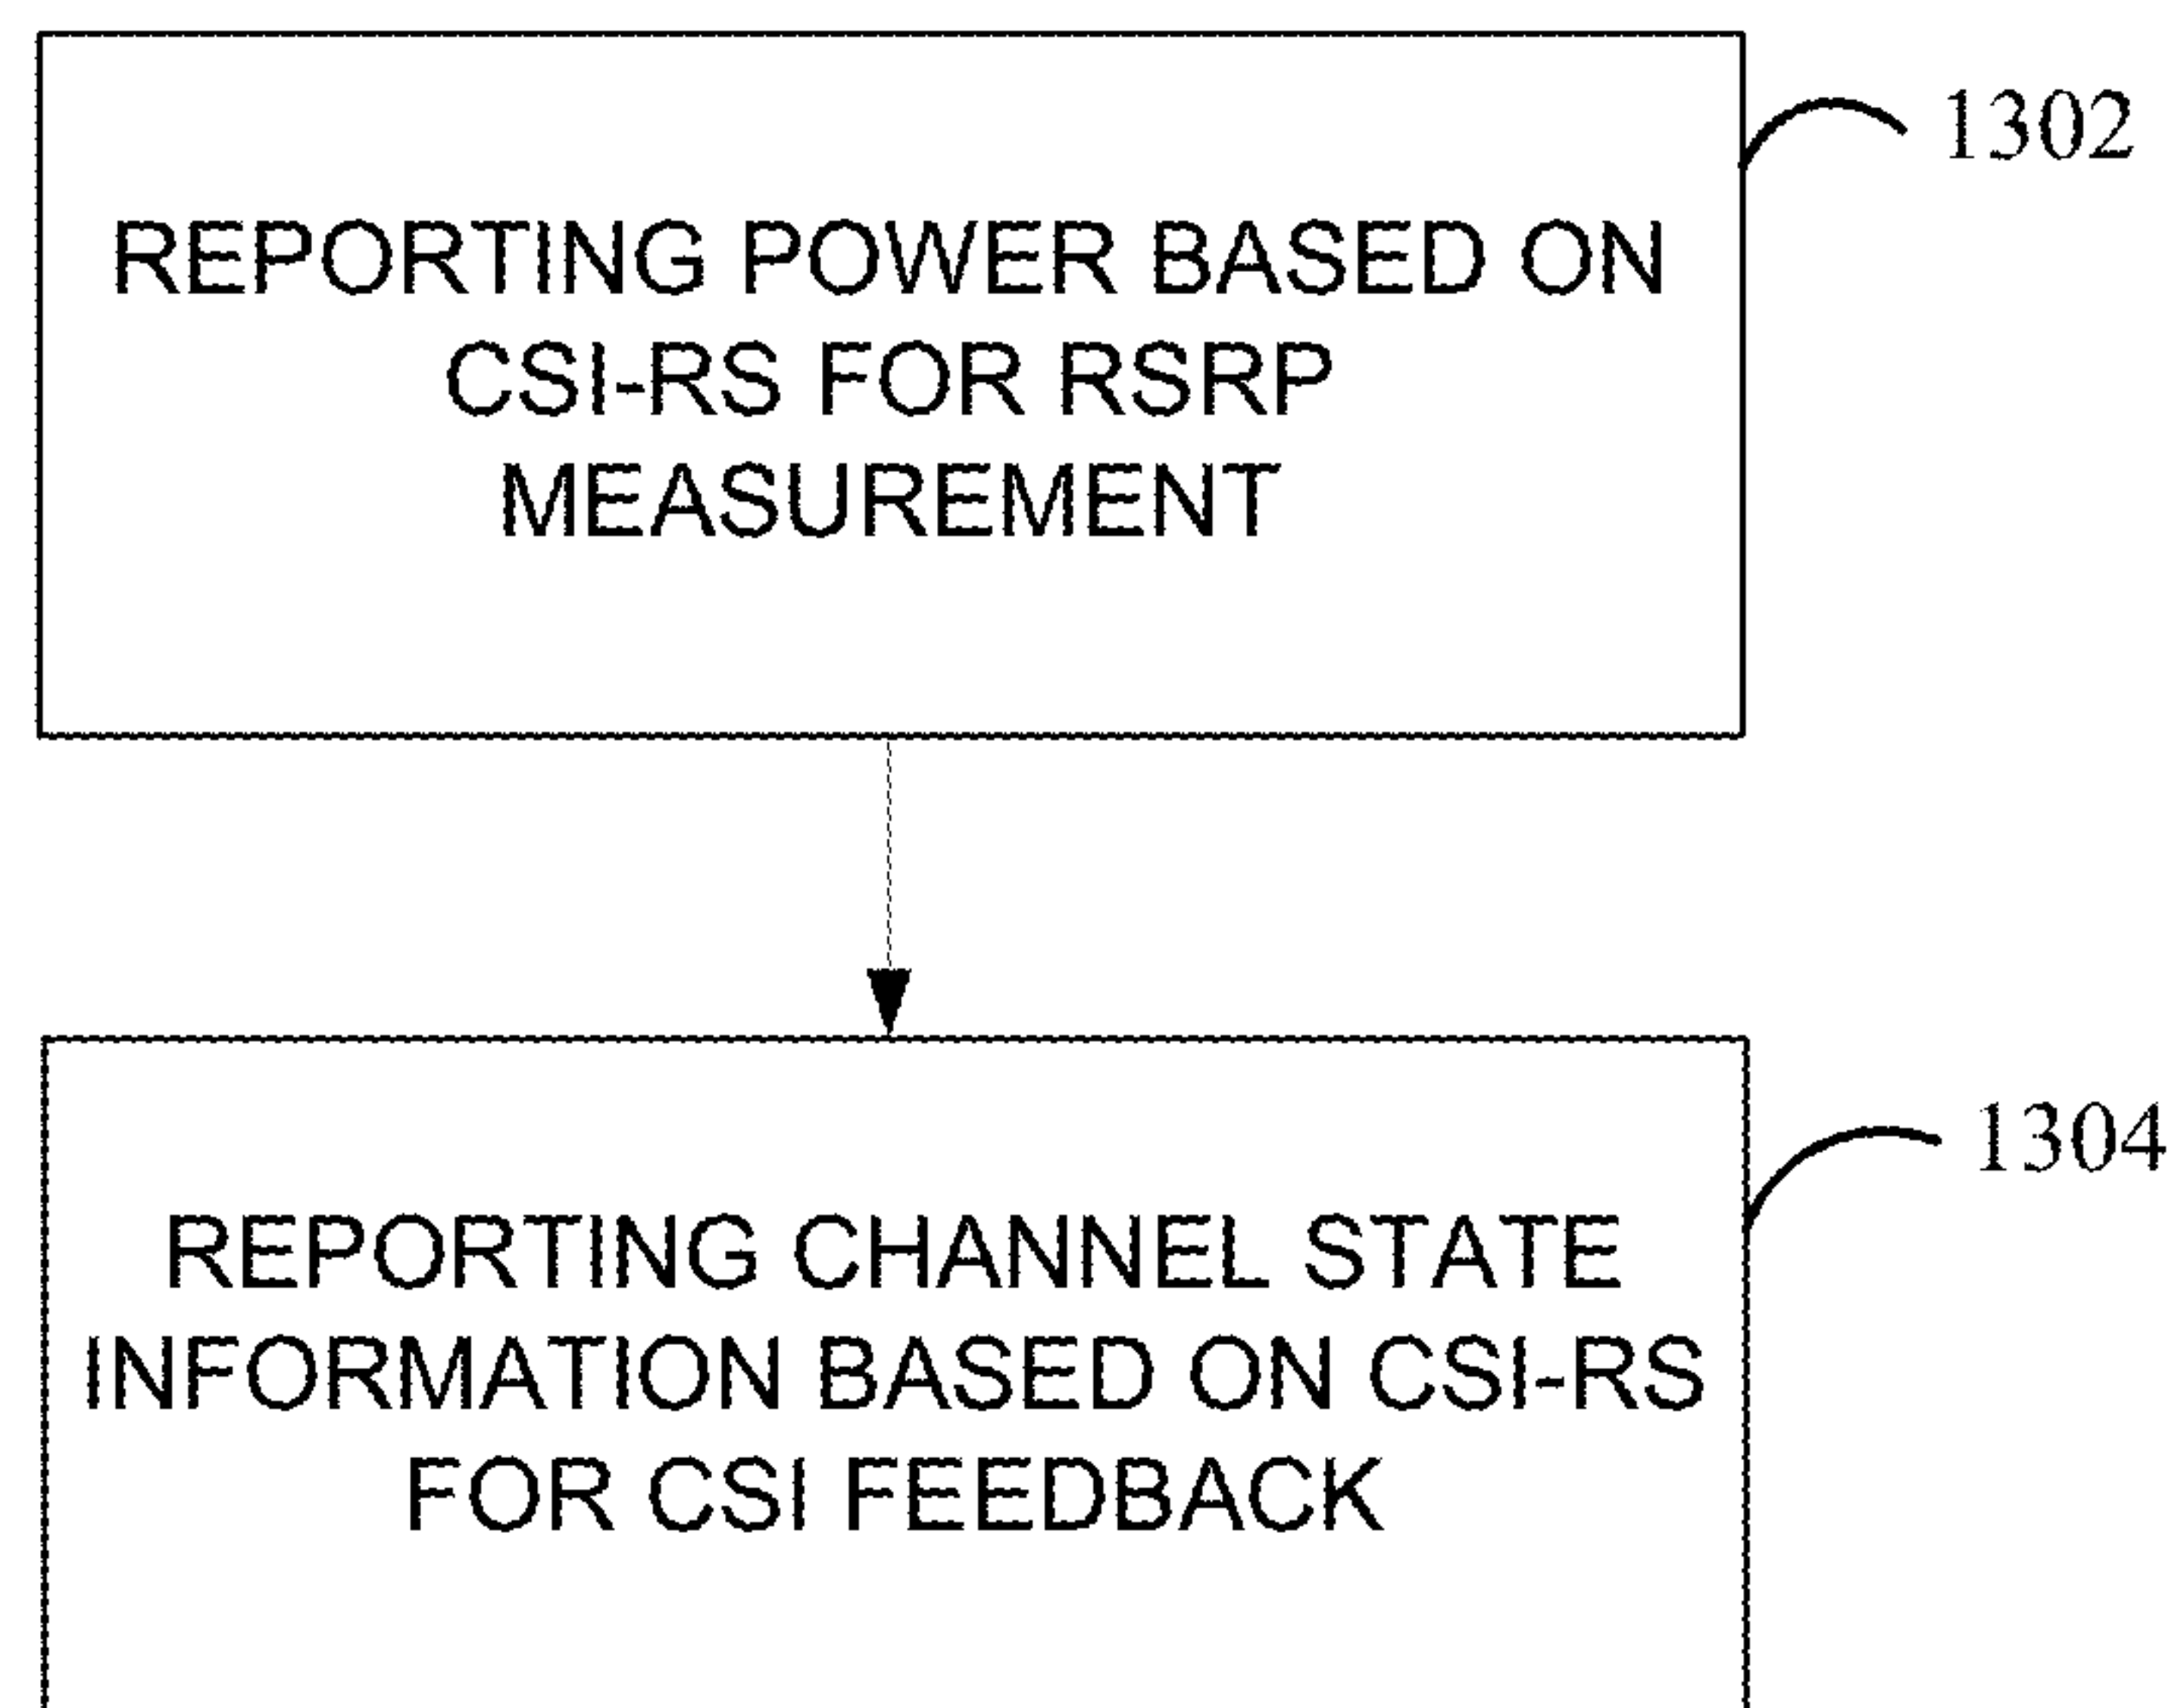 1302
REPORTING POWER BASED ON
CSI-RS FOR RSRP
MEASUREMENT
1304
REPORTING CHANNEL STATE
INFORMATION BASED ON CSI-RS
FOR CSI FEEDBACK